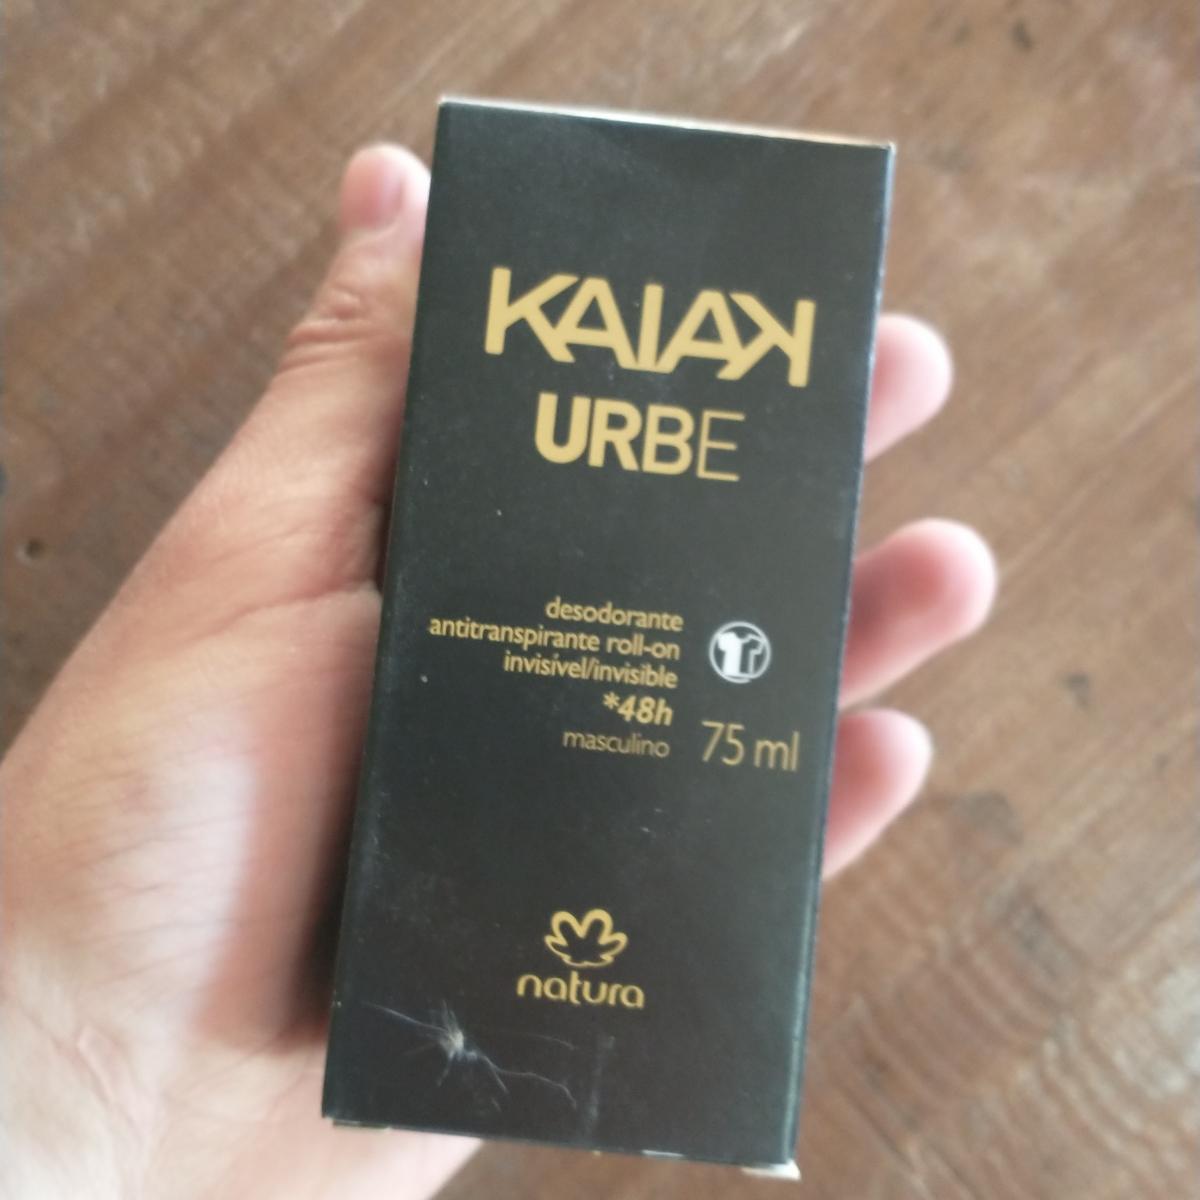 KAIAK
URBE
desodorante
antitranspirante roll-on
invisível/invisible
*48h
masculino
75 ml
natura